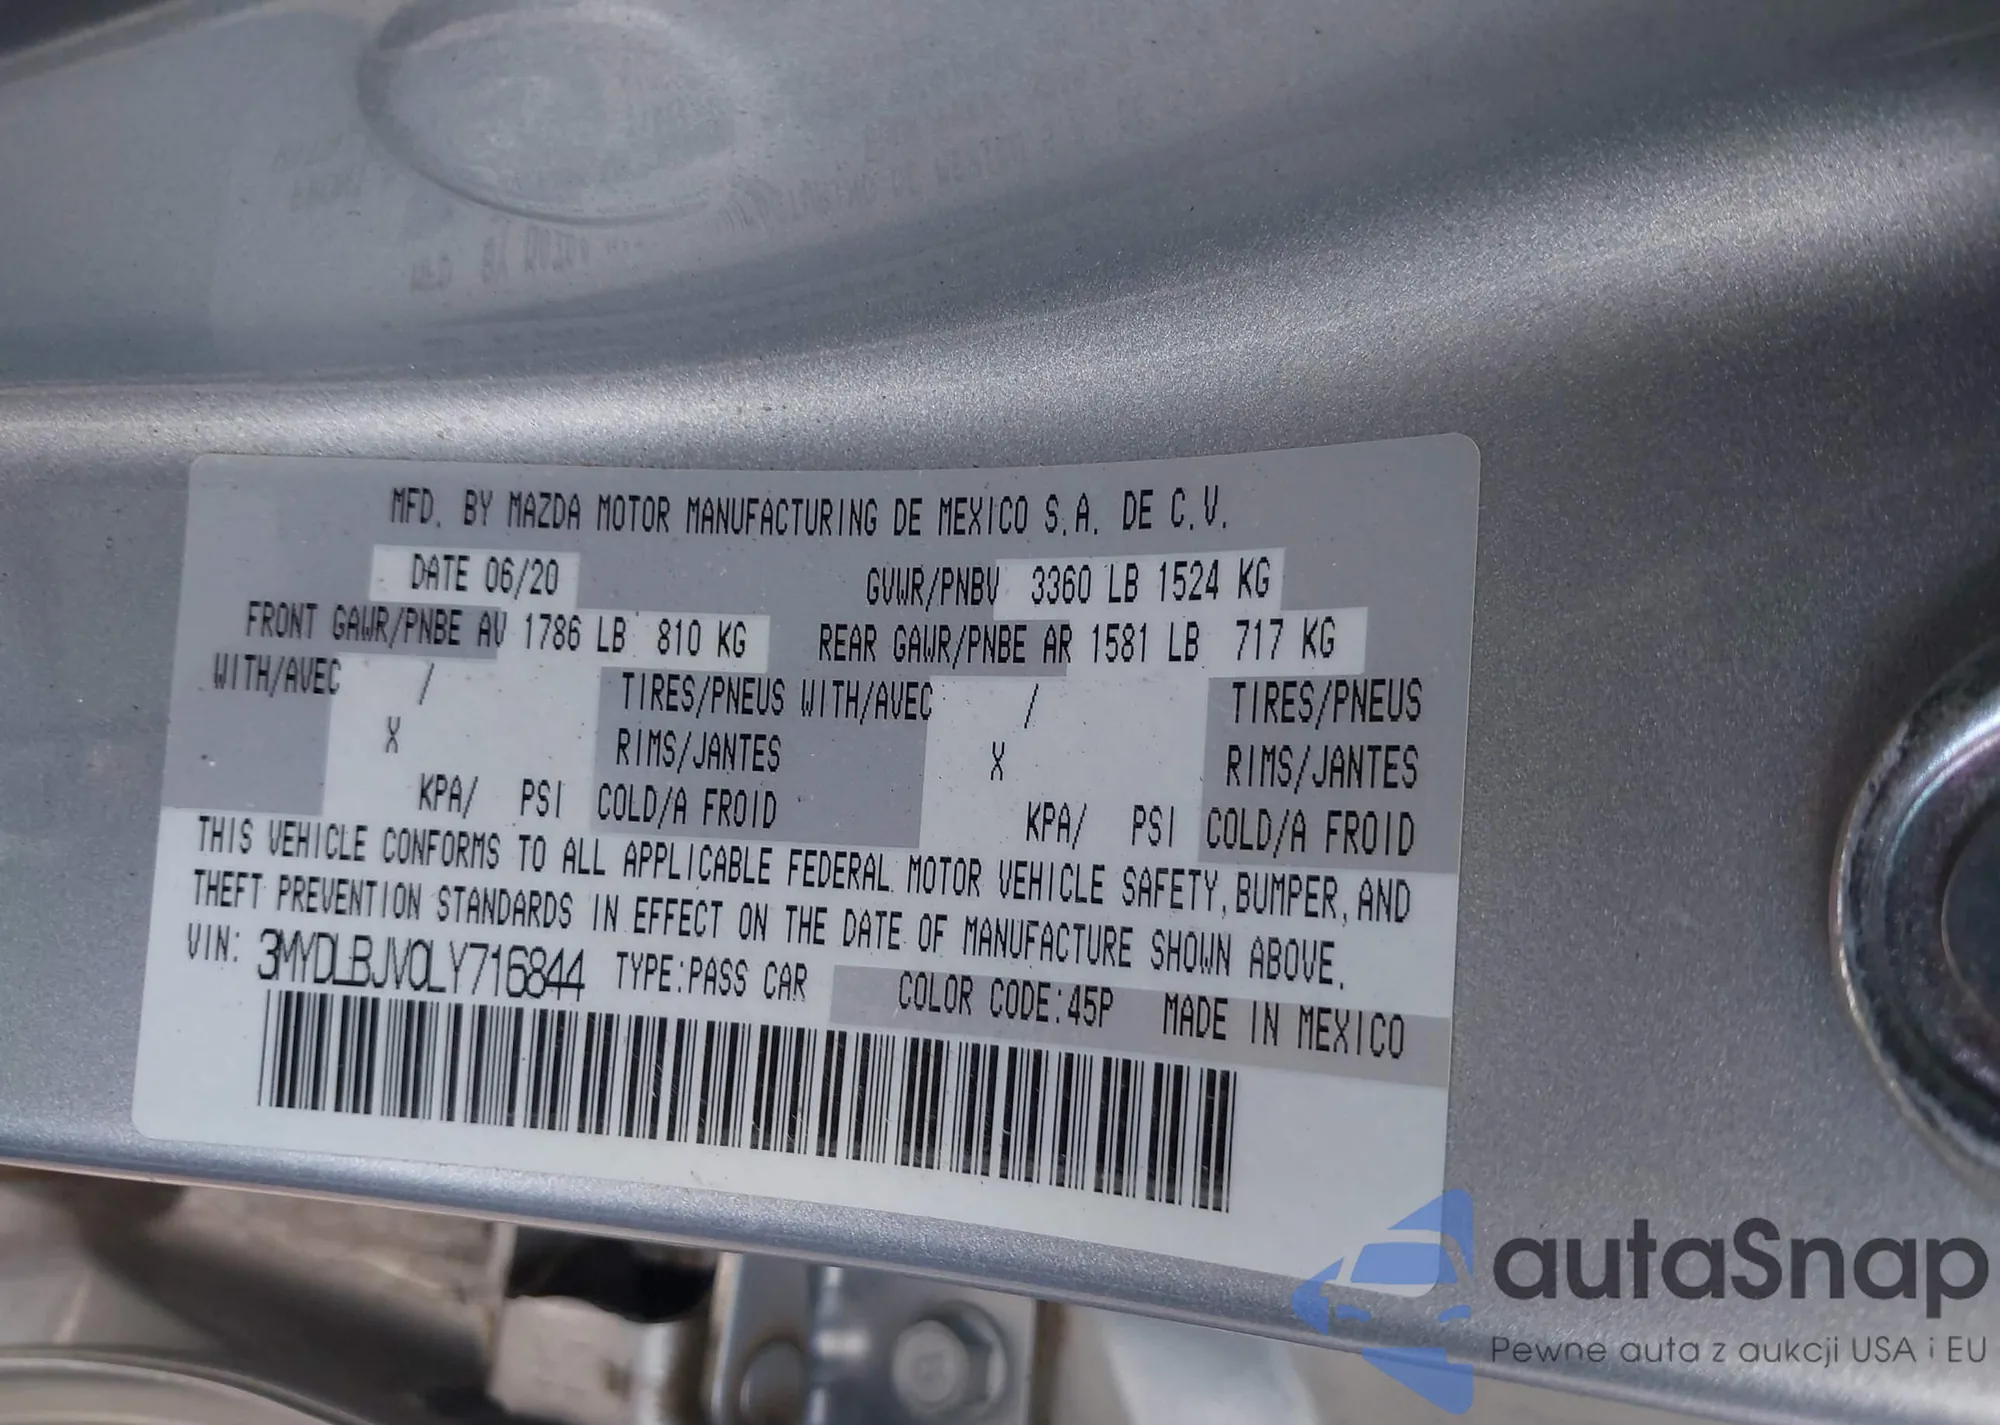 MFD. BY MAZDA MOTOR MANUFACTURING DE MEXICO S.A. DE C.V.
DATE 06/20 GVWR/PNBV 3360 LB 1524 KG
FRONT GAWR/PNBE AV 1786 LB 810 KG REAR GAWR/PNBE AR 1581 LB 717 KG
WITH/AVEC / TIRES/PNEUS WITH/AVEC / TIRES/PNEUS
X RIMS/JANTES X RIMS/JANTES
KPA/ PSI COLD/A FROID KPA/ PSI COLD/A FROID
THIS VEHICLE CONFORMS TO ALL APPLICABLE FEDERAL MOTOR VEHICLE SAFETY, BUMPER, AND
THEFT PREVENTION STANDARDS IN EFFECT ON THE DATE OF MANUFACTURE SHOWN ABOVE.
VIN: 3MYDLBJV0LY716844 TYPE:PASS CAR COLOR CODE:45P MADE IN MEXICO
autaSnap
Pewne auta z aukcji USA i EU